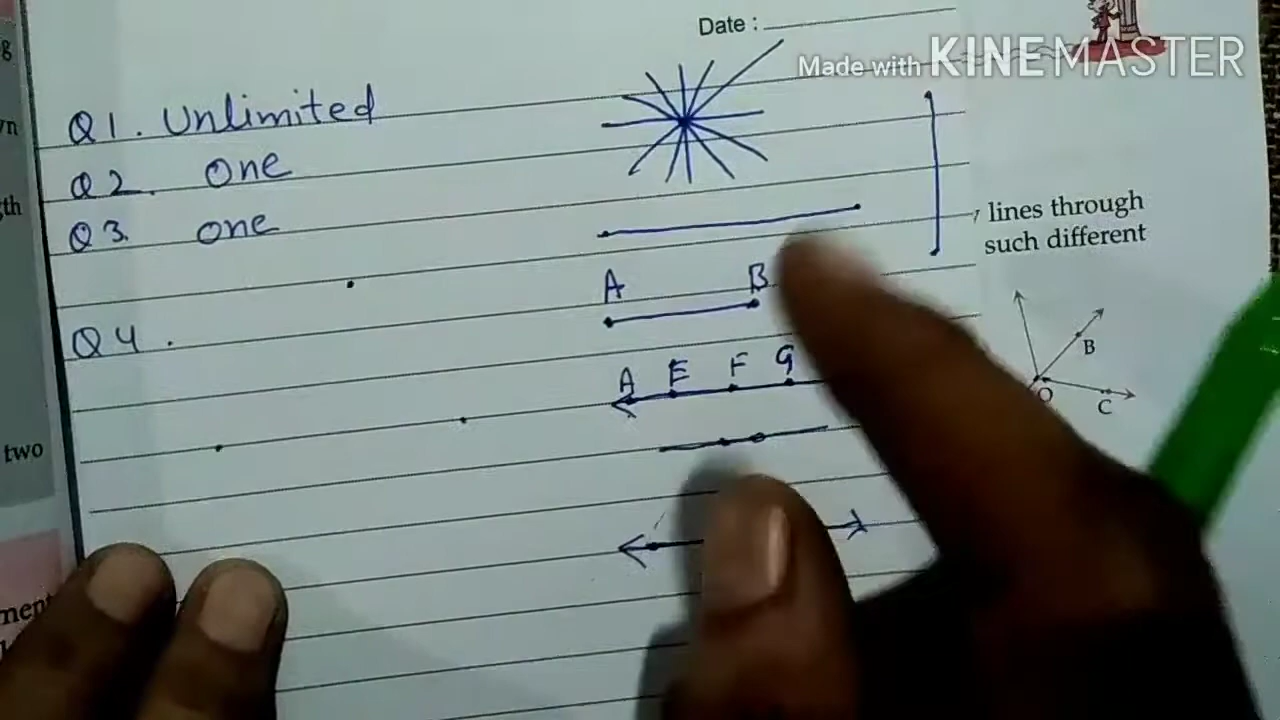 Date :
Made with KINEMASTER
Q1. Unlimited
Q2. One
Q3. one
lines through
such different
A B
Q4.
A E F G
B
O
C
two